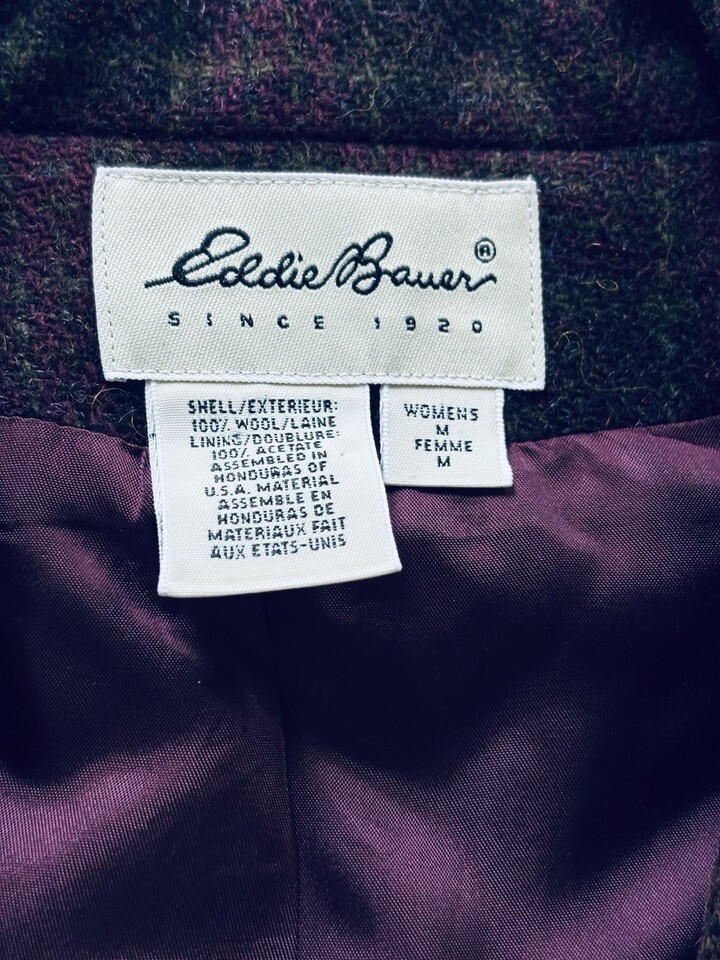 Eddie Bauer®
SINCE 1920
SHELL/EXTERIEUR:
100% WOOL/LAINE
LINING/DOUBLURE:
100% ACETATE
ASSEMBLED IN
HONDURAS OF
U.S.A. MATERIAL
ASSEMBLE EN
HONDURAS DE
MATERIAUX FAIT
AUX ETATS-UNIS
WOMENS
M
FEMME
M